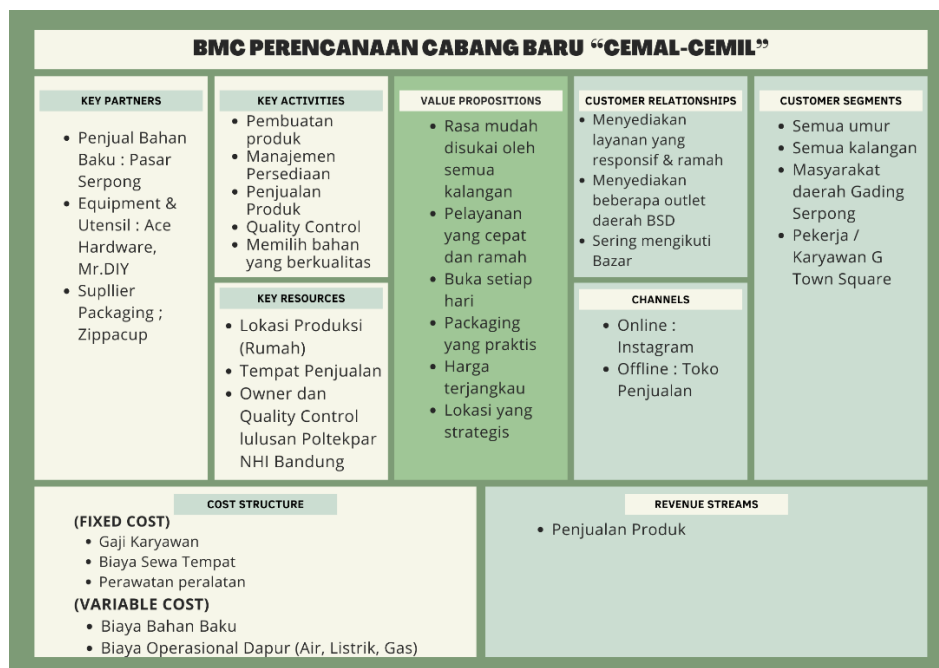 BMC PERENCANAAN CABANG BARU “CEMAL-CEMIL”
KEY PARTNERS
• Penjual Bahan
Baku : Pasar
Serpong
• Equipment &
Utensil : Ace
Hardware,
Mr.DIY
• Supllier
Packaging ;
Zippacup
KEY ACTIVITIES
• Pembuatan
produk
• Manajemen
Persediaan
• Penjualan
Produk
• Quality Control
• Memilih bahan
yang berkualitas
KEY RESOURCES
• Lokasi Produksi
(Rumah)
• Tempat Penjualan
• Owner dan
Quality Control
lulusan Poltekpar
NHI Bandung
VALUE PROPOSITIONS
• Rasa mudah
disukai oleh
semua
kalangan
• Pelayanan
yang cepat
dan ramah
• Buka setiap
hari
• Packaging
yang praktis
• Harga
terjangkau
• Lokasi yang
strategis
CUSTOMER RELATIONSHIPS
• Menyediakan
layanan yang
responsif & ramah
• Menyediakan
beberapa outlet
daerah BSD
• Sering mengikuti
Bazar
CHANNELS
• Online :
Instagram
• Offline : Toko
Penjualan
CUSTOMER SEGMENTS
• Semua umur
• Semua kalangan
• Masyarakat
daerah Gading
Serpong
• Pekerja /
Karyawan G
Town Square
COST STRUCTURE
(FIXED COST)
• Gaji Karyawan
• Biaya Sewa Tempat
• Perawatan peralatan
(VARIABLE COST)
• Biaya Bahan Baku
• Biaya Operasional Dapur (Air, Listrik, Gas)
REVENUE STREAMS
• Penjualan Produk